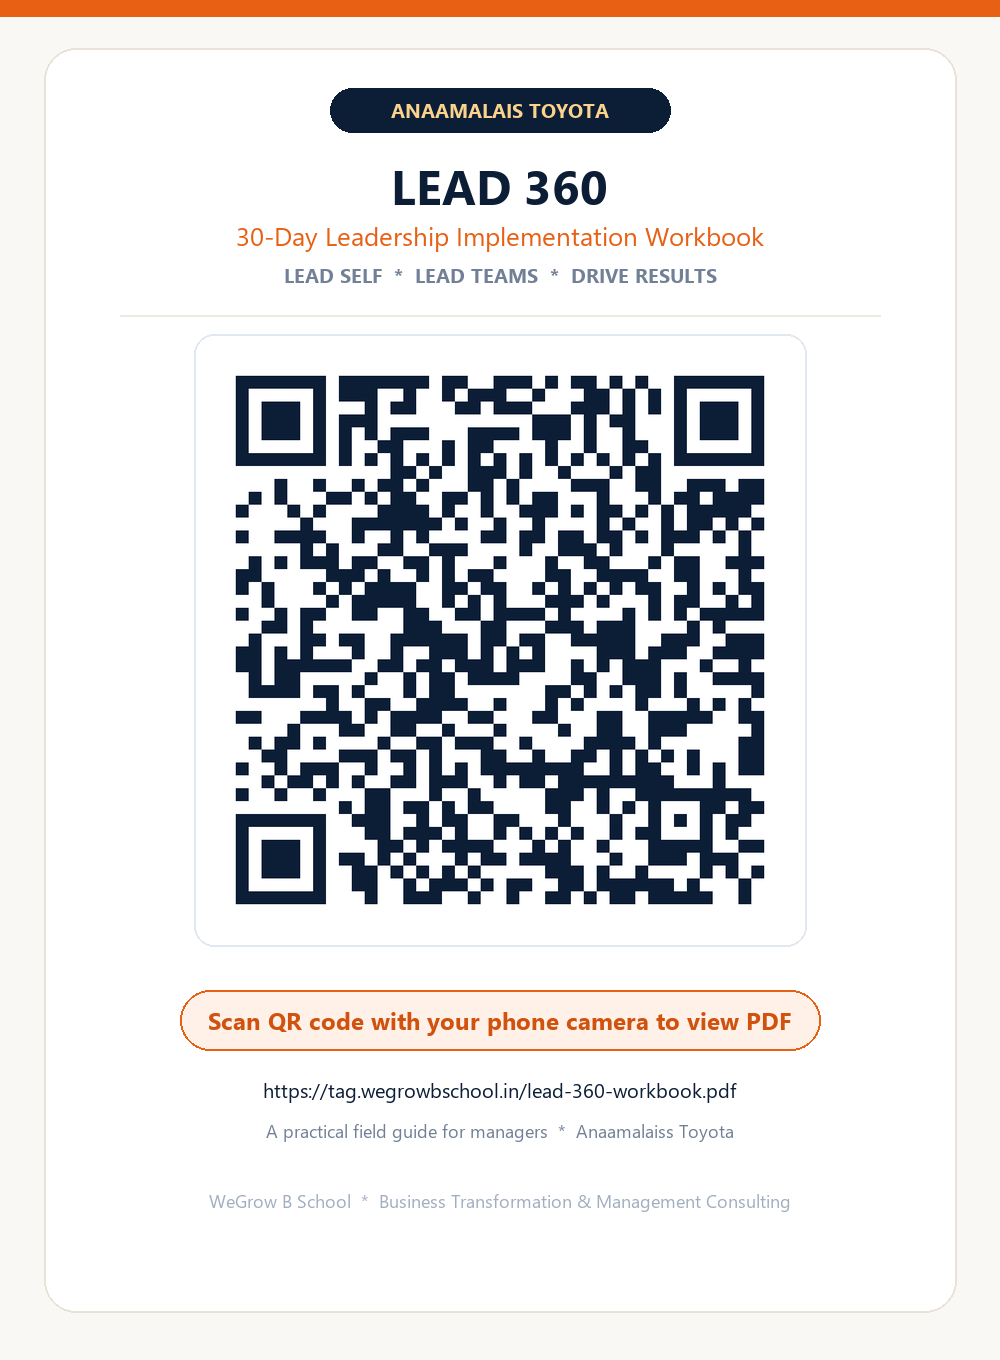 ANAAMALAIS TOYOTA
LEAD 360
30-Day Leadership Implementation Workbook
LEAD SELF * LEAD TEAMS * DRIVE RESULTS
Scan QR code with your phone camera to view PDF
https://tag.wegrowbschool.in/lead-360-workbook.pdf
A practical field guide for managers * Anaamalaiss Toyota
WeGrow B School * Business Transformation & Management Consulting